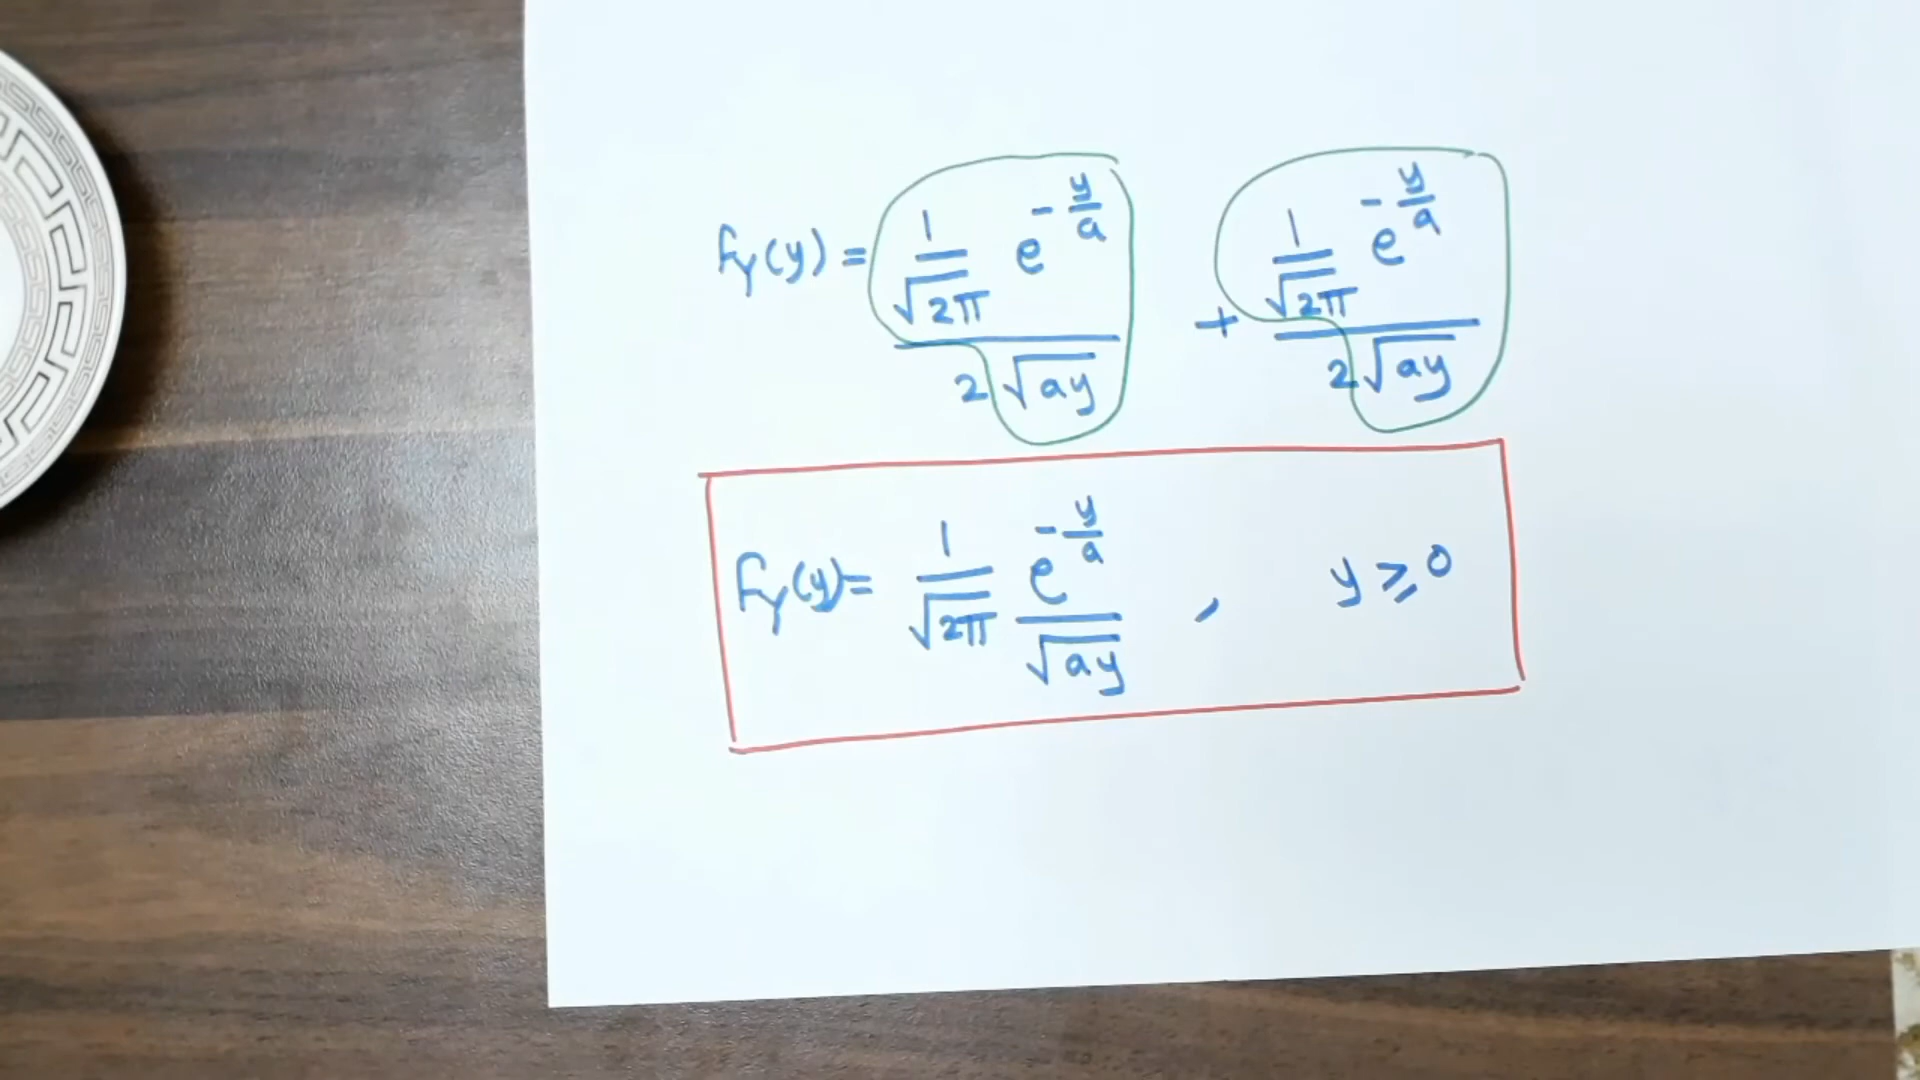 fY(y) = 1/√2π e^(-y/a) / 2√ay + 1/√2π e^(-y/a) / 2√ay
fY(y) = 1/√2π e^(-y/a)/√ay , y ⩾ 0